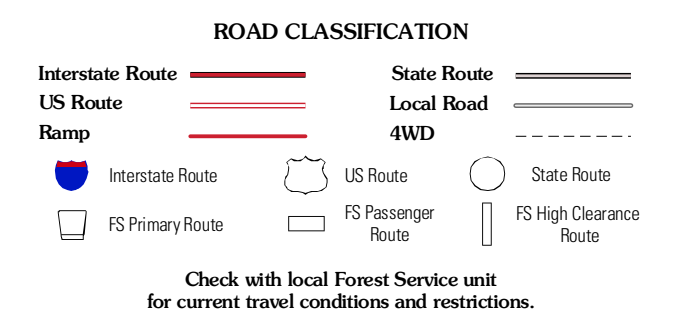 ROAD CLASSIFICATION
Interstate Route
State Route
US Route
Local Road
Ramp
4WD
Interstate Route
US Route
State Route
FS Primary Route
FS Passenger
Route
FS High Clearance
Route
Check with local Forest Service unit
for current travel conditions and restrictions.